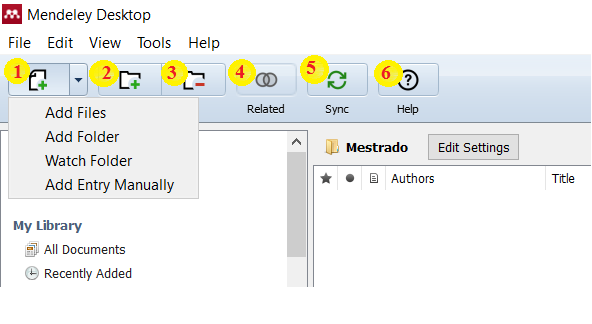 Mendeley Desktop
File Edit View Tools Help
1 2 3 4 5 6
Related Sync Help
Add Files
Add Folder
Watch Folder
Add Entry Manually
Mestrado Edit Settings
Authors Title
My Library
All Documents
Recently Added